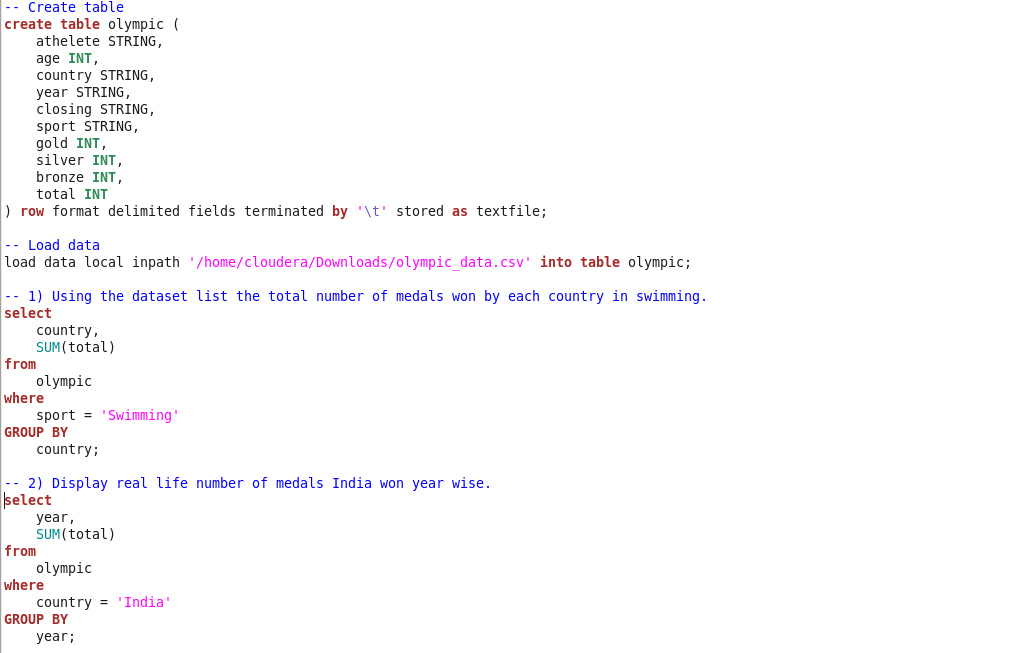 -- Create table
create table olympic (
    athelete STRING,
    age INT,
    country STRING,
    year STRING,
    closing STRING,
    sport STRING,
    gold INT,
    silver INT,
    bronze INT,
    total INT
) row format delimited fields terminated by '\t' stored as textfile;

-- Load data
load data local inpath '/home/cloudera/Downloads/olympic_data.csv' into table olympic;

-- 1) Using the dataset list the total number of medals won by each country in swimming.
select
    country,
    SUM(total)
from
    olympic
where
    sport = 'Swimming'
GROUP BY
    country;

-- 2) Display real life number of medals India won year wise.
select
    year,
    SUM(total)
from
    olympic
where
    country = 'India'
GROUP BY
    year;